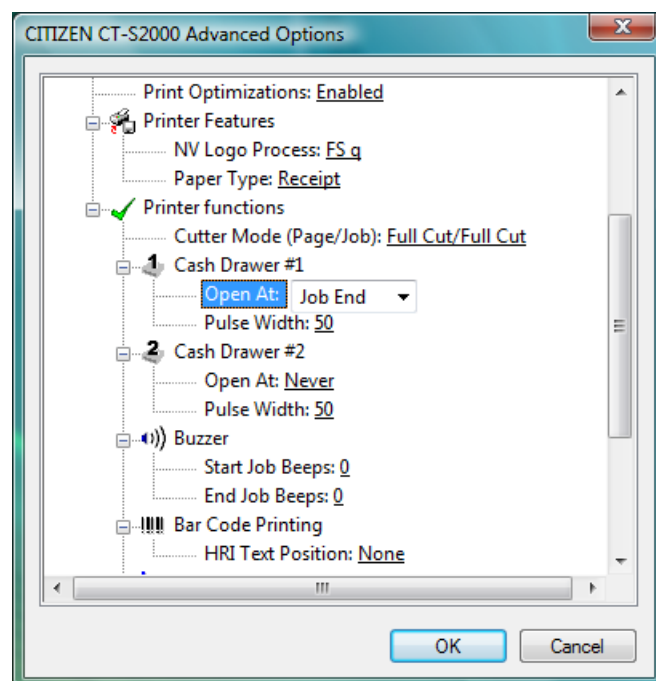 CITIZEN CT-S2000 Advanced Options
Print Optimizations: Enabled
Printer Features
NV Logo Process: FS q
Paper Type: Receipt
Printer functions
Cutter Mode (Page/Job): Full Cut/Full Cut
1 Cash Drawer #1
Open At: Job End
Pulse Width: 50
2 Cash Drawer #2
Open At: Never
Pulse Width: 50
Buzzer
Start Job Beeps: 0
End Job Beeps: 0
Bar Code Printing
HRI Text Position: None
OK Cancel